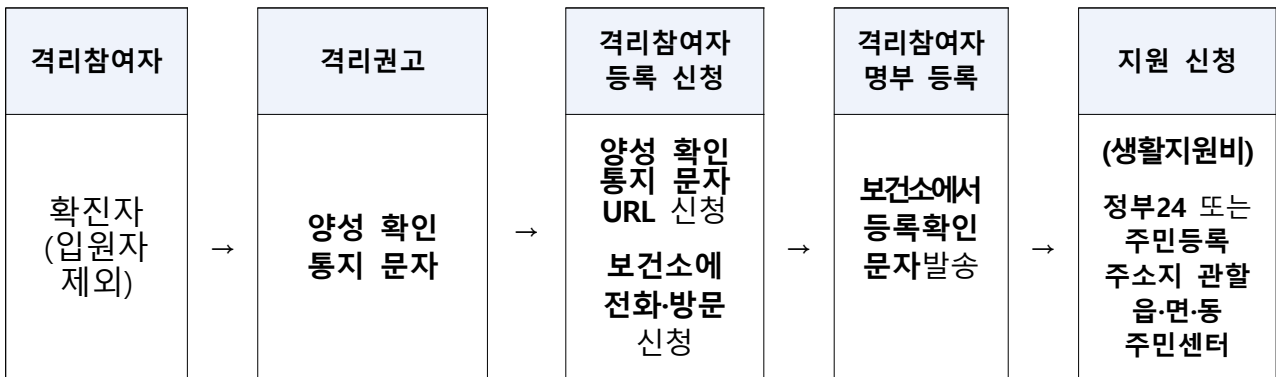 격리참여자
확진자
(입원자
제외)
→
격리권고
양성 확인
통지 문자
→
격리참여자
등록 신청
양성 확인
통지 문자
URL 신청
보건소에
전화·방문
신청
→
격리참여자
명부 등록
보건소에서
등록확인
문자발송
→
지원 신청
(생활지원비)
정부24 또는
주민등록
주소지 관할
읍·면·동
주민센터